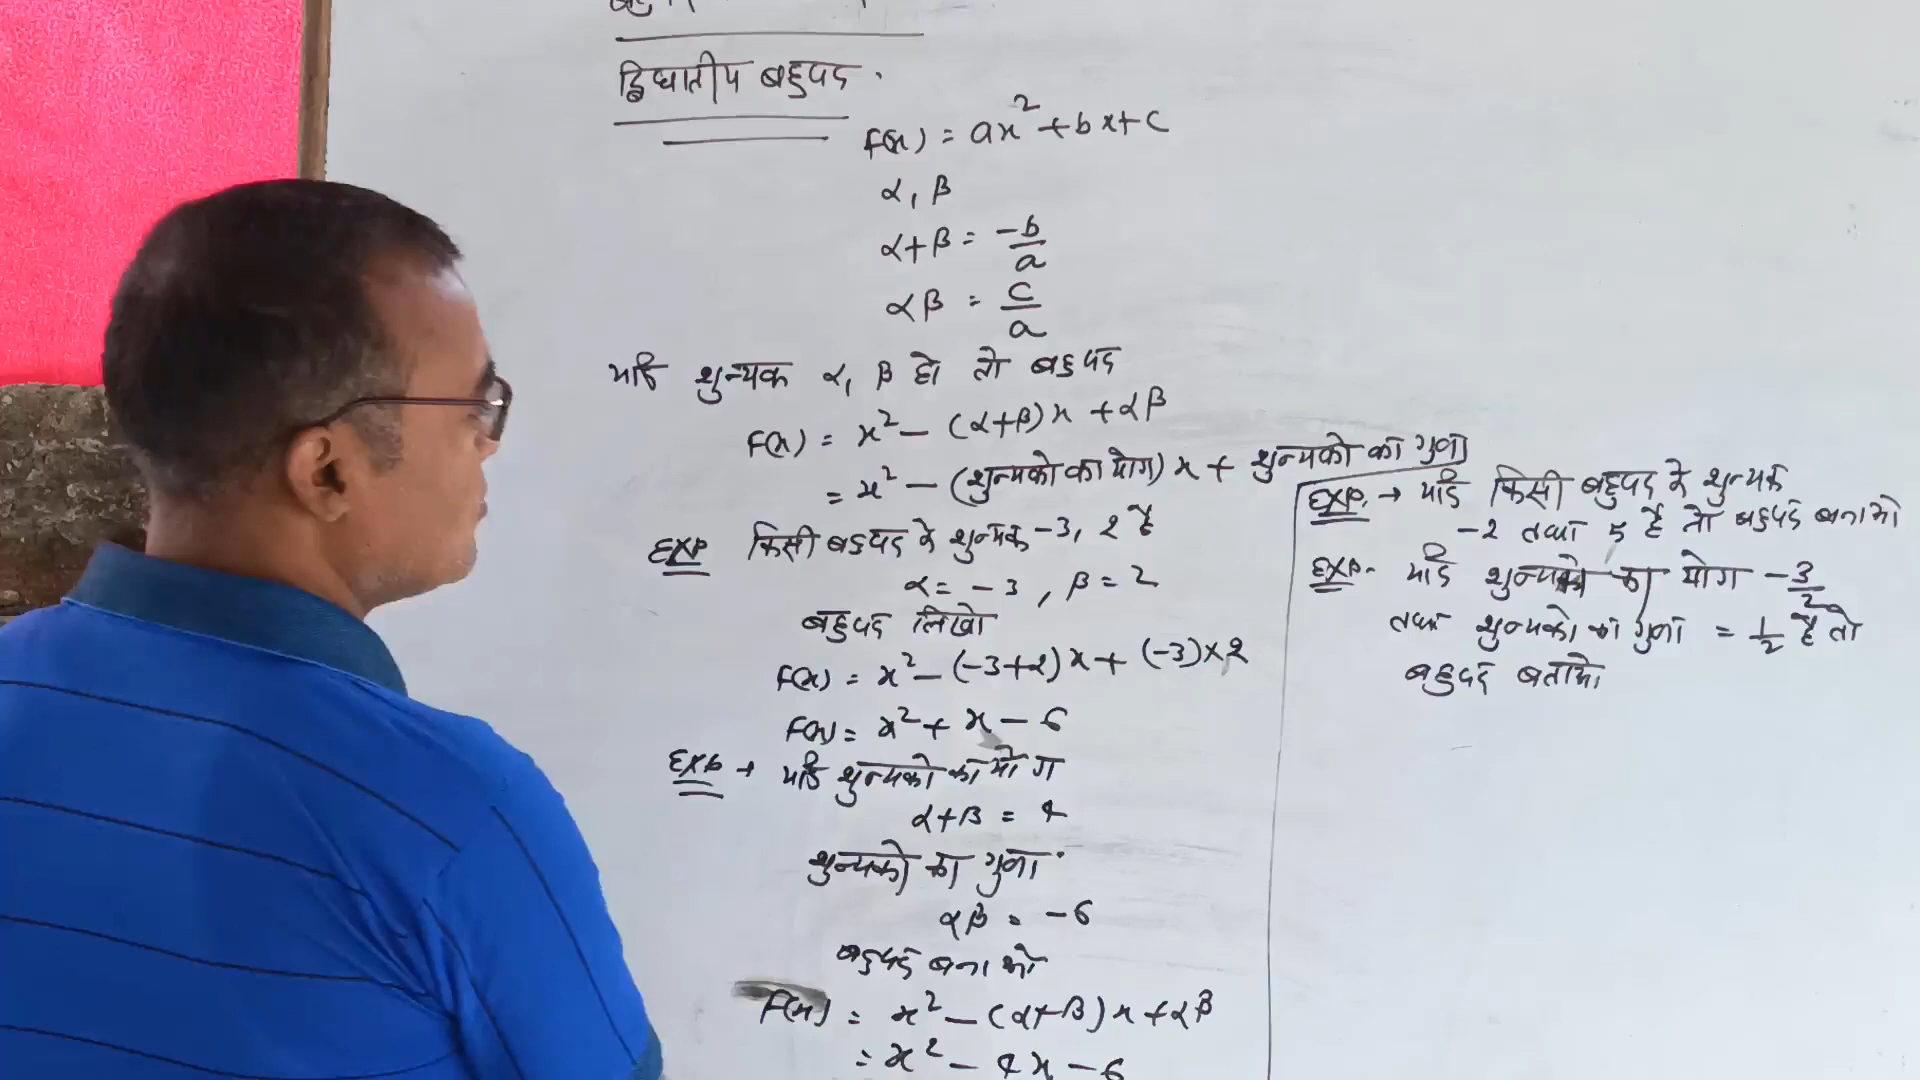 द्विघातीय बहुपद .
F(x) = ax² + bx + c
α, β
α+β = -b/a
αβ = c/a
यदि शुन्यक α, β हो तो बहुपद
F(x) = x² - (α+β)x + αβ
= x² - (शुन्यको का योग) x + शुन्यको का गुणा
Exp किसी बहुपद के शुन्यक -3, 2 है
α = -3, β = 2
बहुपद लिखो
F(x) = x² - (-3+2)x + (-3)×2
F(x) = x² + x - 6
Exp → यदि शुन्यको का योग
α+β = 4
शुन्यको का गुना
αβ = -6
बहुपद बनाओ
F(x) = x² - (α+β)x + αβ
= x² - 4x - 6
Exp. → यदि किसी बहुपद के शुन्यक
-2 तथा 5 है तो बहुपद बनाओ
Exp. यदि शुन्यको का योग -3/2
तथा शुन्यको का गुना = 1/2 है तो
बहुपद बताओ